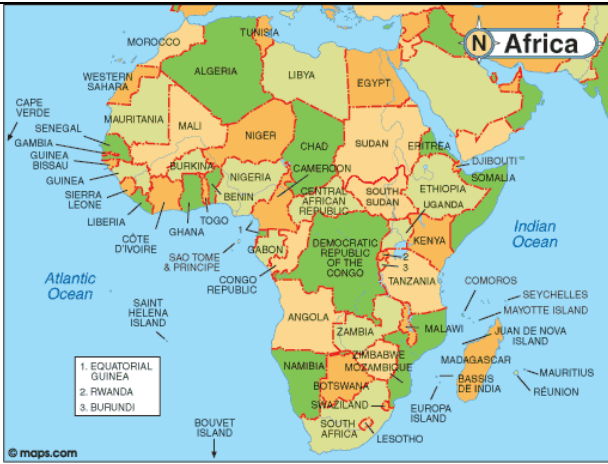 N Africa
MOROCCO
TUNISIA
ALGERIA
LIBYA
EGYPT
WESTERN
SAHARA
CAPE
VERDE
MAURITANIA
MALI
NIGER
CHAD
SUDAN
ERITREA
SENEGAL
GAMBIA
GUINEA
BISSAU
GUINEA
SIERRA
LEONE
LIBERIA
CÔTE
D'IVOIRE
BURKINA
GHANA
TOGO
BENIN
NIGERIA
CAMEROON
CENTRAL
AFRICAN
REPUBLIC
SOUTH
SUDAN
DJIBOUTI
SOMALIA
ETHIOPIA
UGANDA
KENYA
Indian
Ocean
1
SAO TOME
& PRINCIPE
GABON
CONGO
REPUBLIC
DEMOCRATIC
REPUBLIC
OF THE
CONGO
2
3
TANZANIA
Atlantic
Ocean
SAINT
HELENA
ISLAND
COMOROS
SEYCHELLES
MAYOTTE ISLAND
JUAN DE NOVA
ISLAND
ANGOLA
ZAMBIA
MALAWI
ZIMBABWE
MOZAMBIQUE
MADAGASCAR
BASSIS
DE INDIA
MAURITIUS
RÉUNION
NAMIBIA
BOTSWANA
EUROPA
ISLAND
SWAZILAND
SOUTH
AFRICA
LESOTHO
1. EQUATORIAL
GUINEA
2. RWANDA
3. BURUNDI
BOUVET
ISLAND
© maps.com